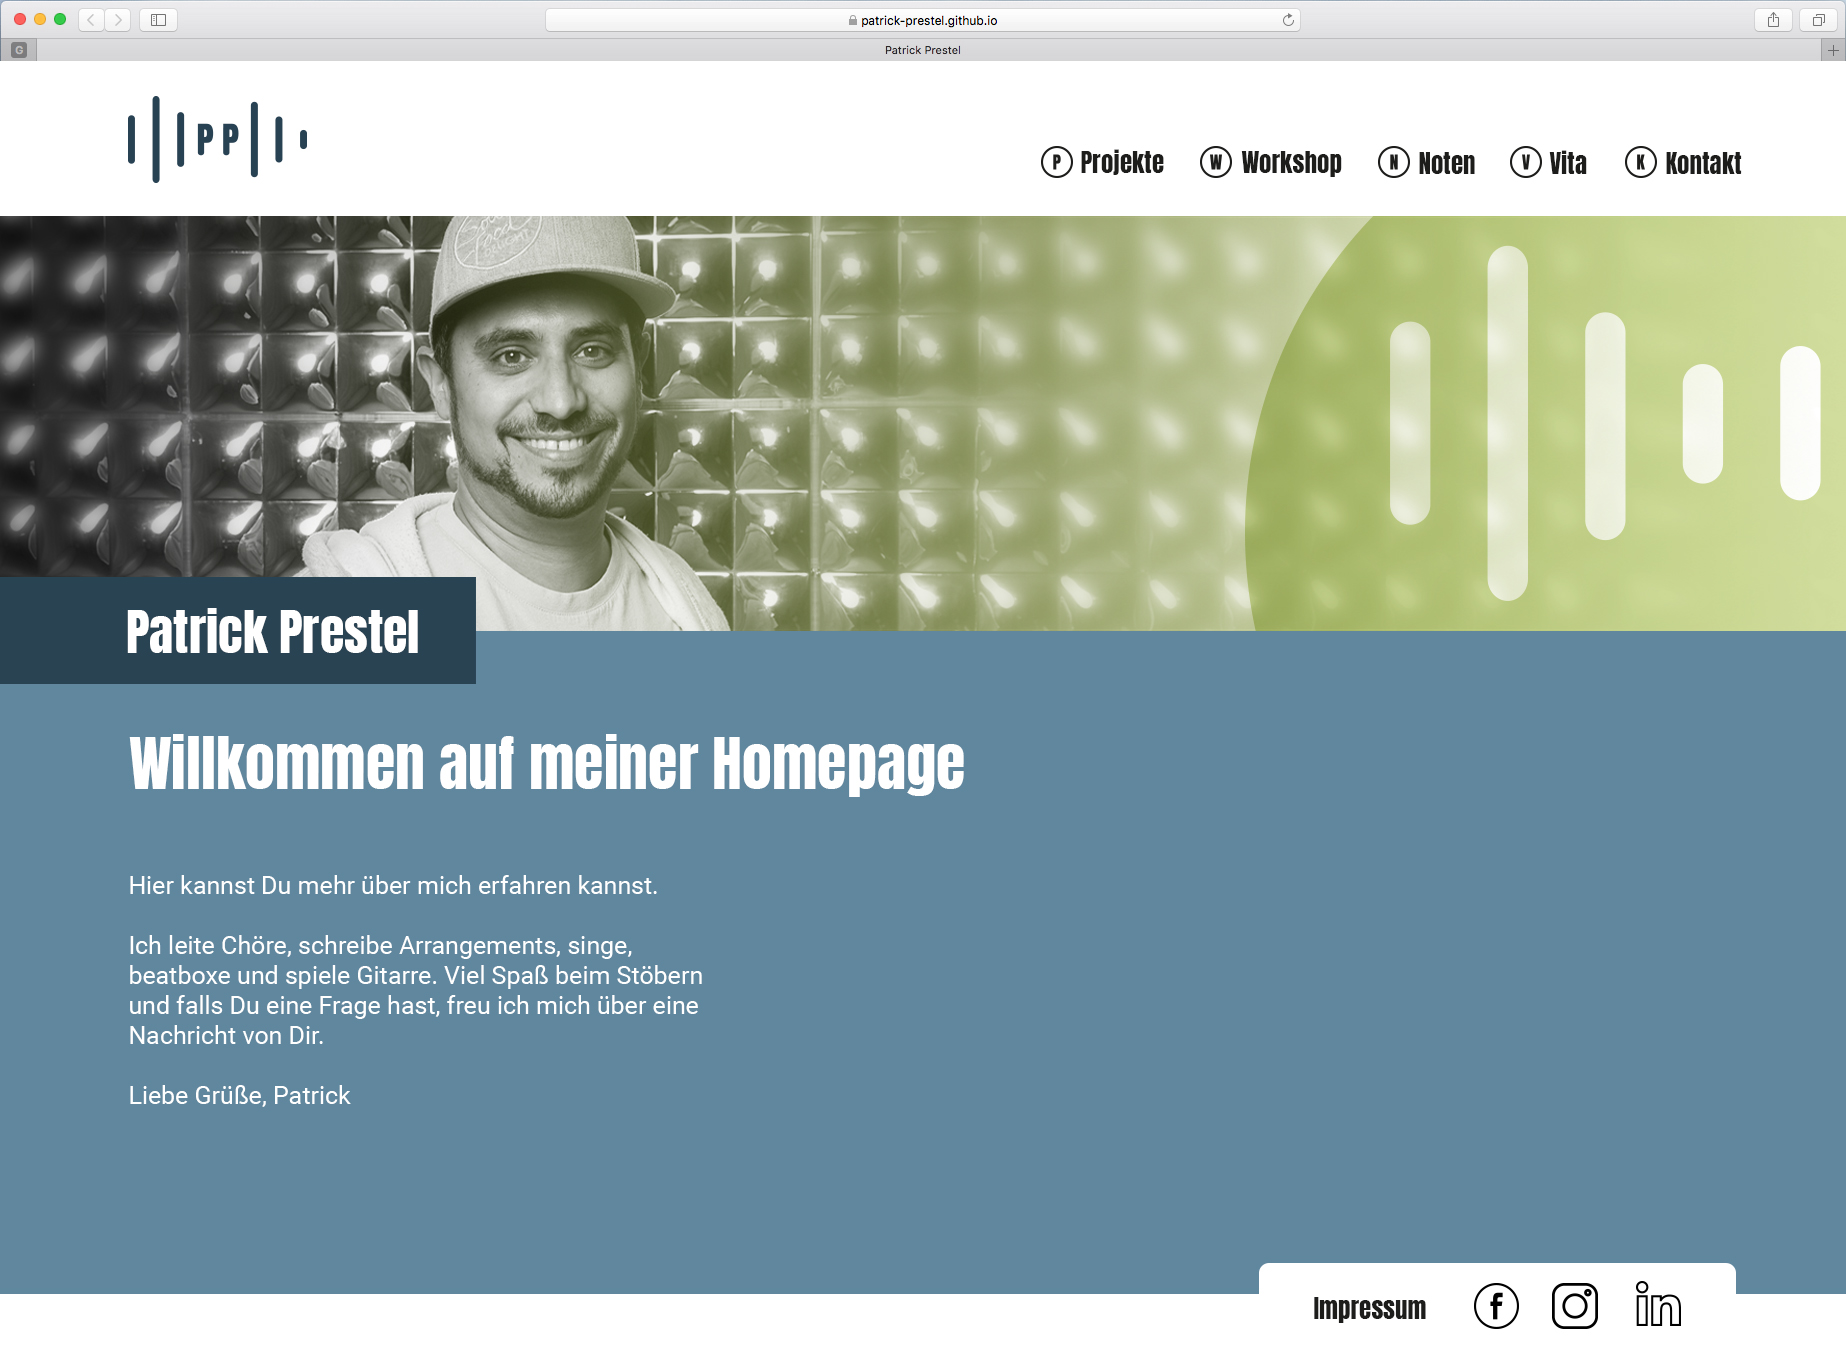 patrick-prestel.github.io
G
Patrick Prestel
PP
P Projekte
W Workshop
N Noten
V Vita
K Kontakt
Patrick Prestel
Willkommen auf meiner Homepage
Hier kannst Du mehr über mich erfahren kannst.
Ich leite Chöre, schreibe Arrangements, singe,
beatboxe und spiele Gitarre. Viel Spaß beim Stöbern
und falls Du eine Frage hast, freu ich mich über eine
Nachricht von Dir.
Liebe Grüße, Patrick
Impressum
f
in